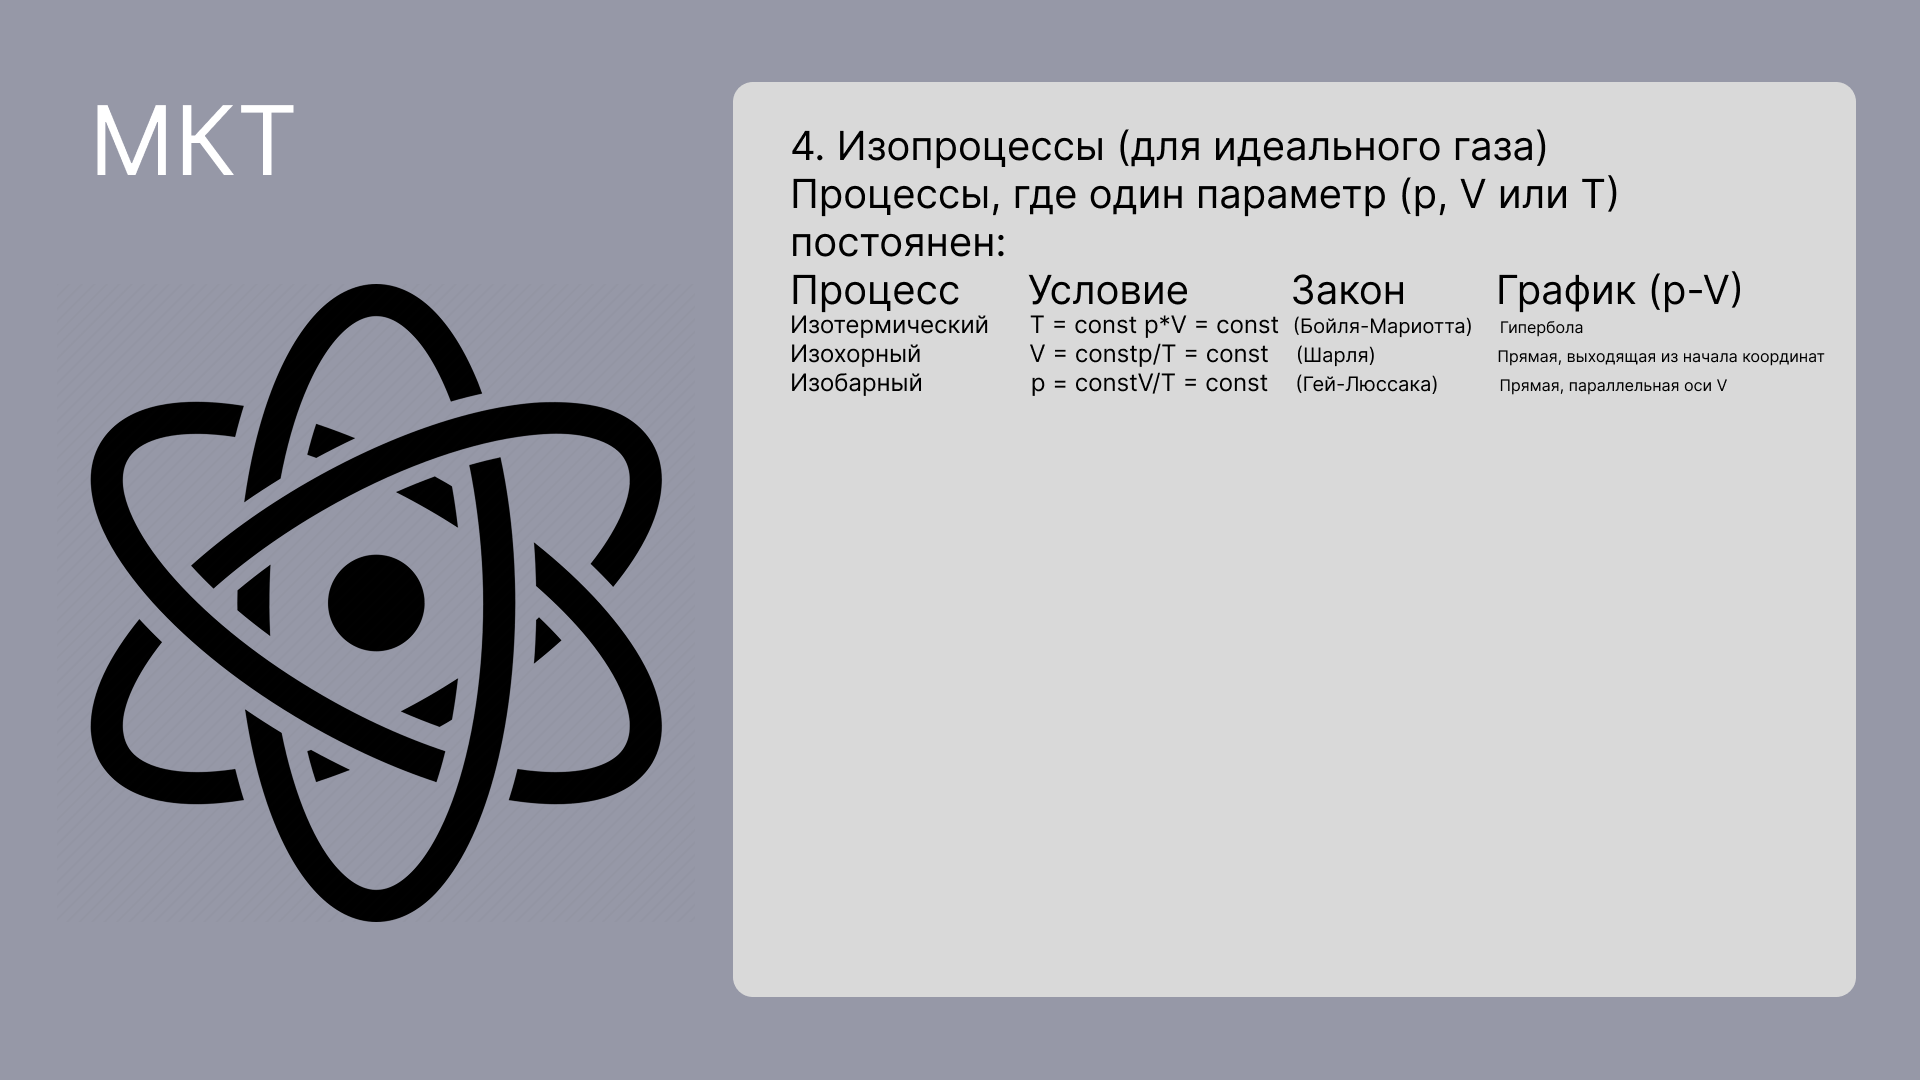 МКТ
4. Изопроцессы (для идеального газа)
Процессы, где один параметр (p, V или T)
постоянен:
Процесс Условие Закон График (p-V)
Изотермический T = const p*V = const (Бойля-Мариотта) Гипербола
Изохорный V = constp/T = const (Шарля) Прямая, выходящая из начала координат
Изобарный p = constV/T = const (Гей-Люссака) Прямая, параллельная оси V